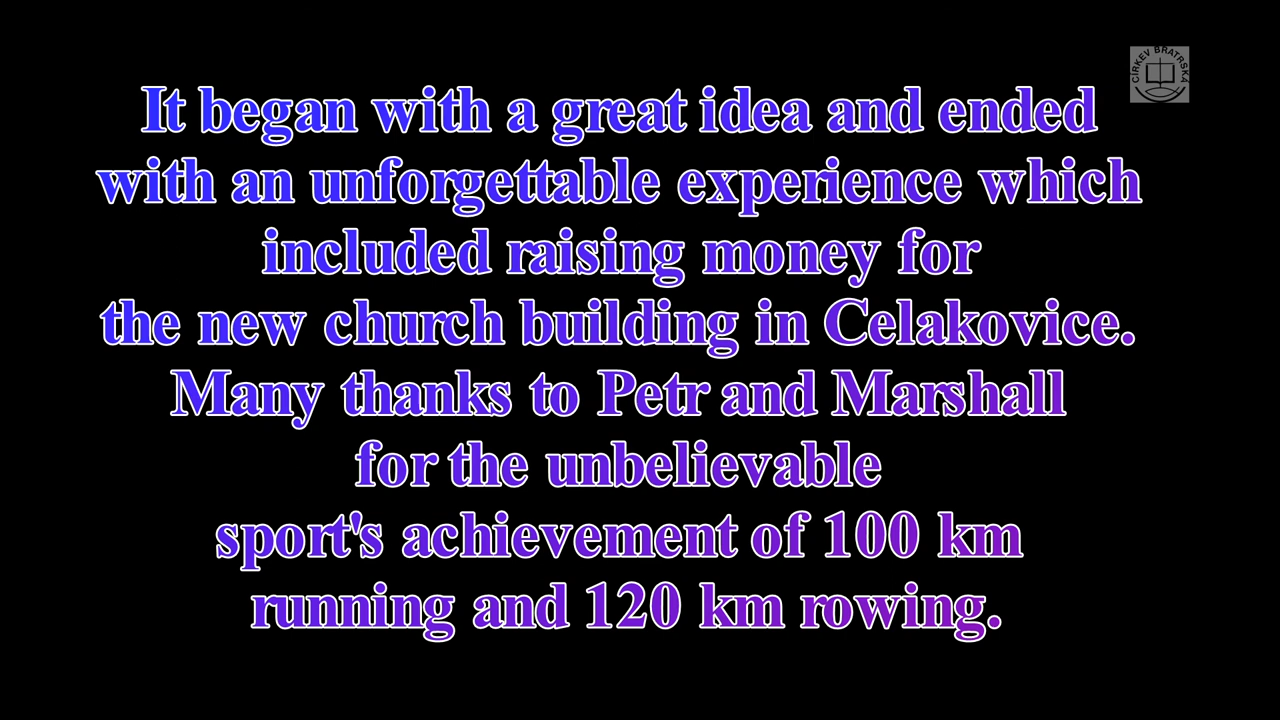 CÍRKEV BRATRSKÁ
It began with a great idea and ended
with an unforgettable experience which
included raising money for
the new church building in Celakovice.
Many thanks to Petr and Marshall
for the unbelievable
sport's achievement of 100 km
running and 120 km rowing.